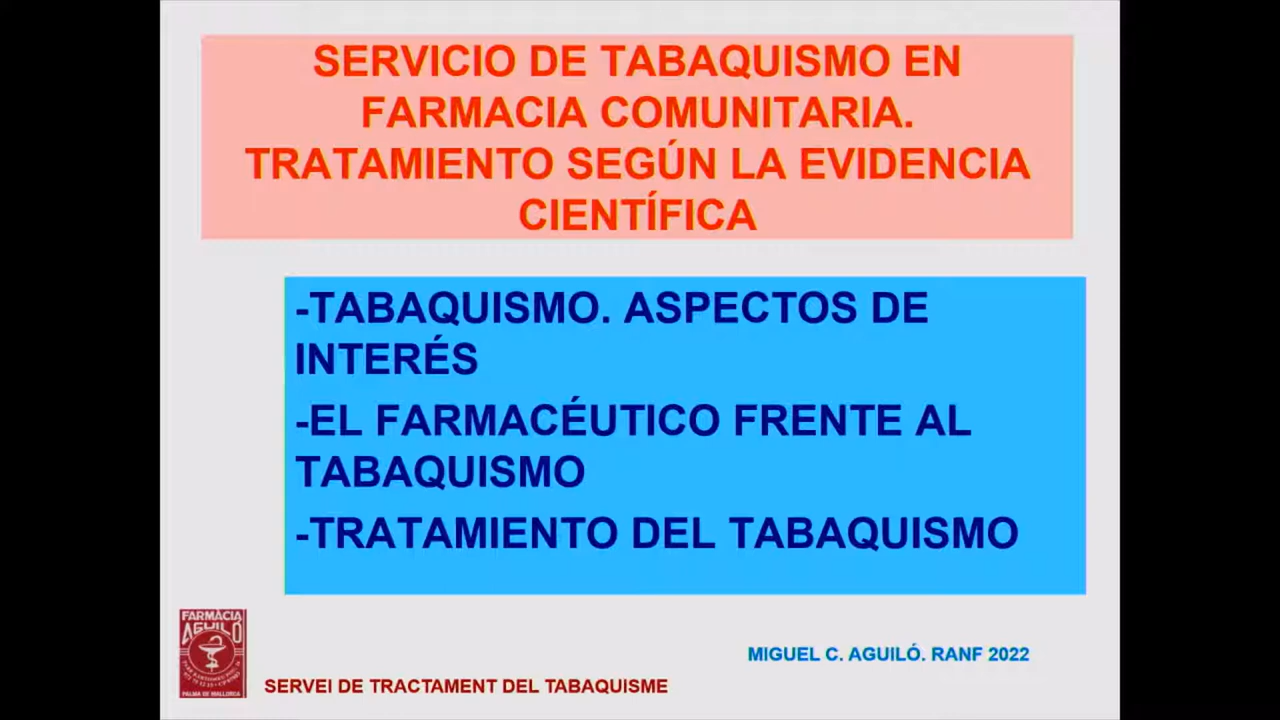 SERVICIO DE TABAQUISMO EN
FARMACIA COMUNITARIA.
TRATAMIENTO SEGÚN LA EVIDENCIA
CIENTÍFICA
-TABAQUISMO. ASPECTOS DE
INTERÉS
-EL FARMACÉUTICO FRENTE AL
TABAQUISMO
-TRATAMIENTO DEL TABAQUISMO
FARMÀCIA
AGUILÓ
PALMA DE MALLORCA
MIGUEL C. AGUILÓ. RANF 2022
SERVEI DE TRACTAMENT DEL TABAQUISME